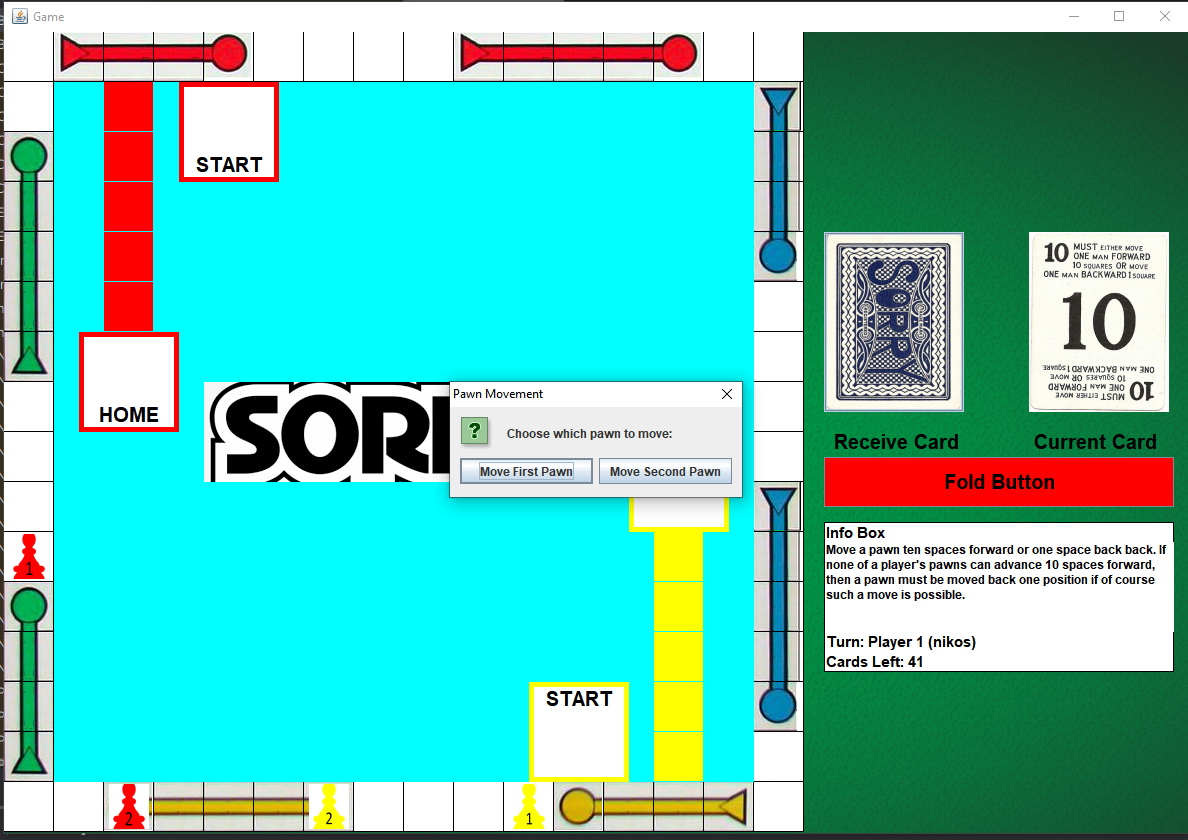 Game
START
HOME
SORR
Pawn Movement
?
Choose which pawn to move:
Move First Pawn
Move Second Pawn
START
1
2
2
1
SORRY
10 MUST EITHER MOVE
ONE MAN FORWARD
10 SQUARES OR MOVE
ONE MAN BACKWARD 1 SQUARE
10
10 MUST EITHER MOVE
ONE MAN FORWARD
10 SQUARES OR MOVE
ONE MAN BACKWARD 1 SQUARE
Receive Card
Current Card
Fold Button
Info Box
Move a pawn ten spaces forward or one space back back. If
none of a player's pawns can advance 10 spaces forward,
then a pawn must be moved back one position if of course
such a move is possible.
Turn: Player 1 (nikos)
Cards Left: 41